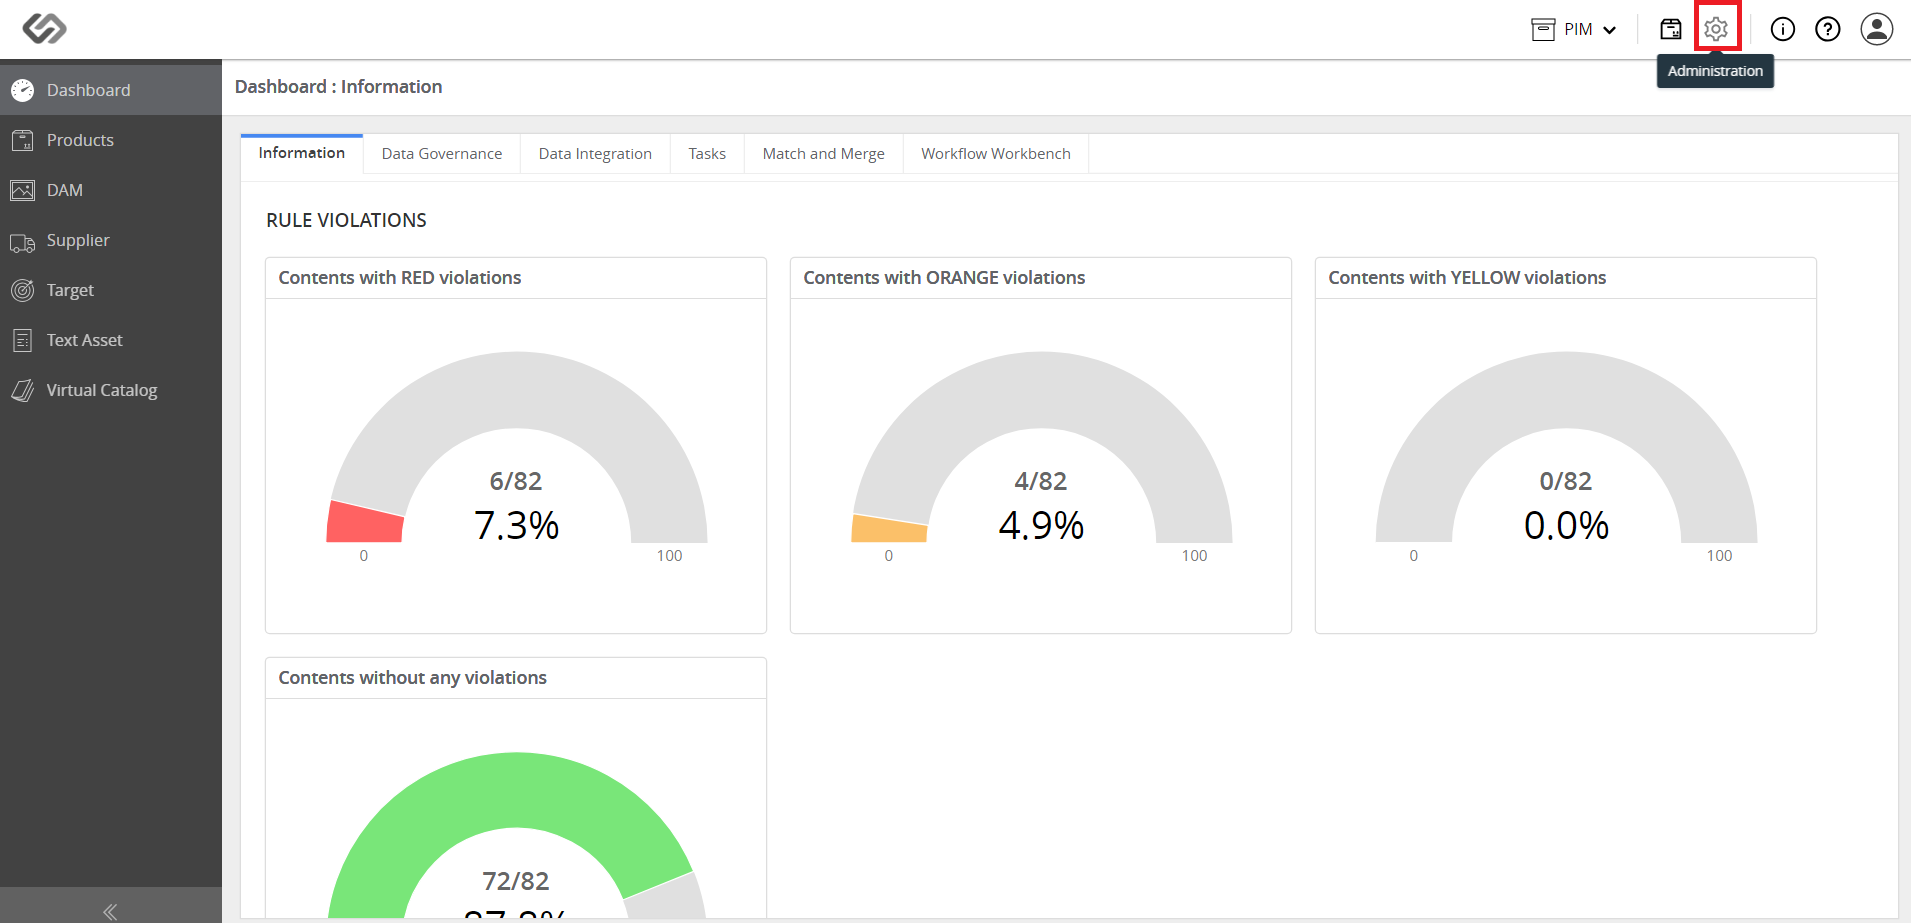 PIM
Administration
Dashboard
Products
DAM
Supplier
Target
Text Asset
Virtual Catalog
Dashboard : Information
Information
Data Governance
Data Integration
Tasks
Match and Merge
Workflow Workbench
RULE VIOLATIONS
Contents with RED violations
6/82
7.3%
0 100
Contents with ORANGE violations
4/82
4.9%
0 100
Contents with YELLOW violations
0/82
0.0%
0 100
Contents without any violations
72/82